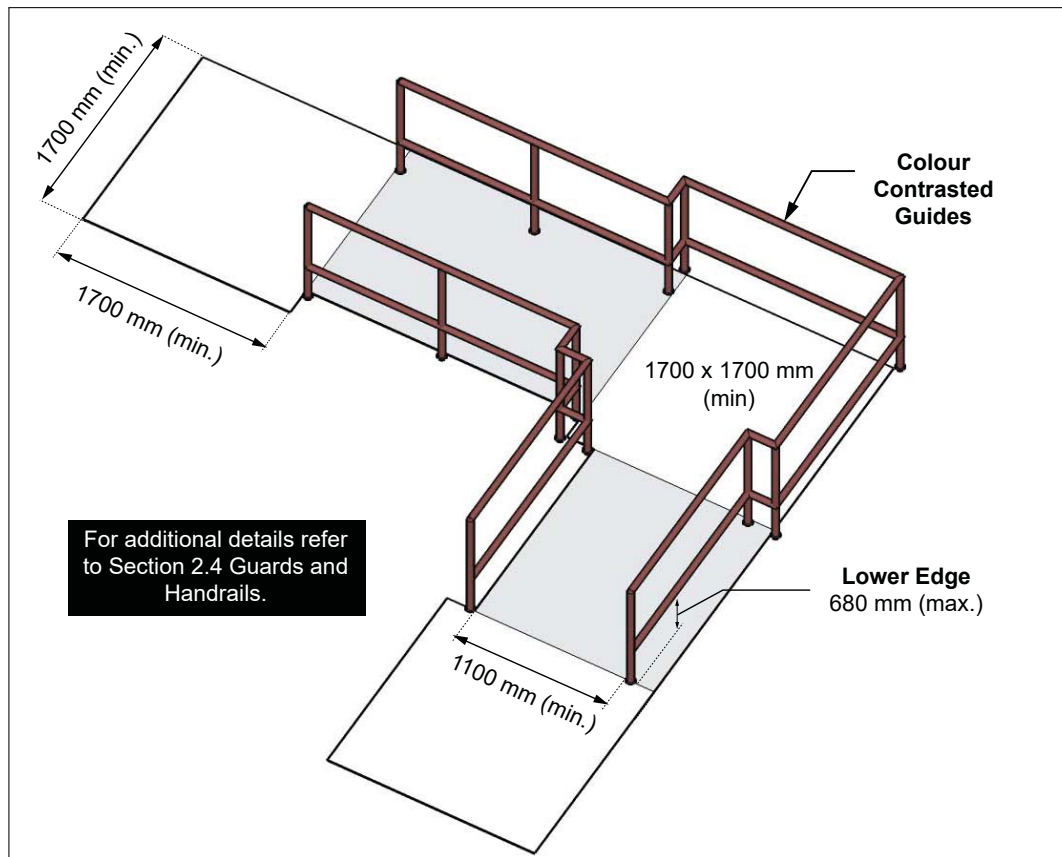 1700 mm (min.)
1700 mm (min.)
Colour
Contrasted
Guides
1700 x 1700 mm
(min)
For additional details refer
to Section 2.4 Guards and
Handrails.
Lower Edge
680 mm (max.)
1100 mm (min.)